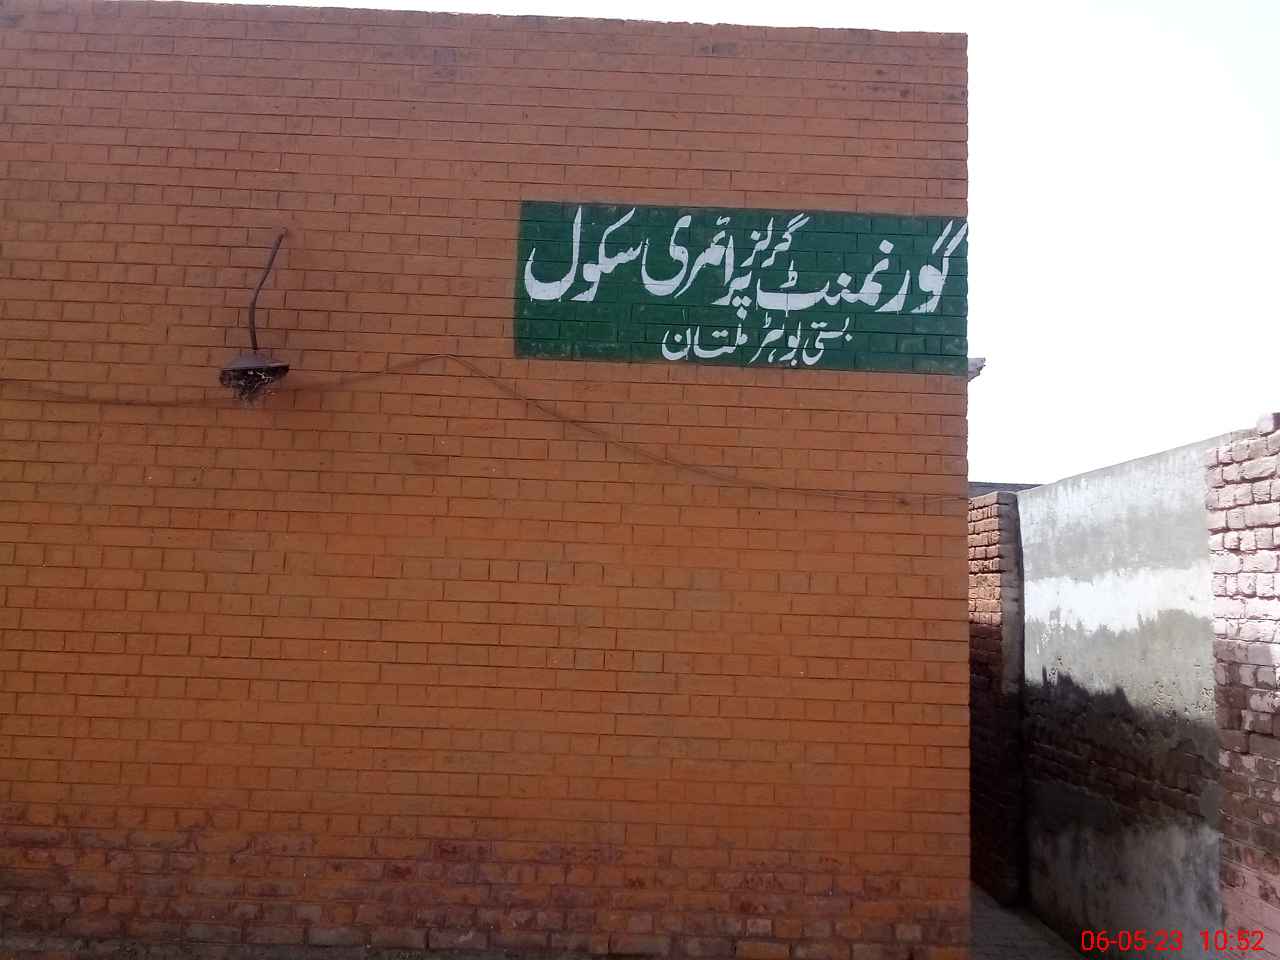 گورنمنٹ گرلز پرائمری سکول
بستی بوہڑ ملتان
06-05-23 10:52